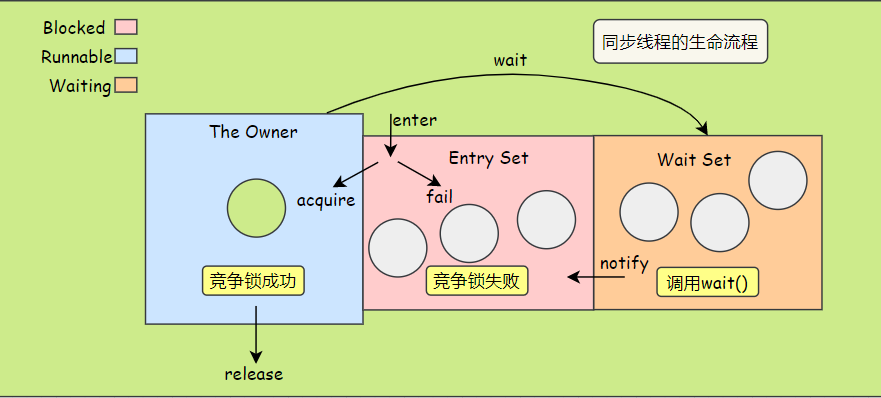 Blocked
Runnable
Waiting
同步线程的生命流程
wait
The Owner
enter
Entry Set
Wait Set
acquire
fail
notify
竞争锁成功
竞争锁失败
调用wait()
release